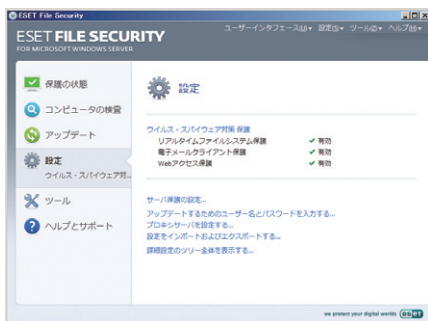 ESET File Security
ESET FILE SECURITY
FOR MICROSOFT WINDOWS SERVER
ユーザーインタフェース(U)▾ 設定(S)▾ ツール(O)▾ ヘルプ(H)▾
保護の状態
コンピュータの検査
アップデート
設定
ウイルス・スパイウェア対...
ツール
ヘルプとサポート
設定
ウイルス・スパイウェア対策 保護
リアルタイムファイルシステム保護 ✔ 有効
電子メールクライアント保護 ✔ 有効
Webアクセス保護 ✔ 有効
サーバ保護の設定...
アップデートするためのユーザー名とパスワードを入力する...
プロキシサーバを設定する...
設定をインポートおよびエクスポートする...
詳細設定のツリー全体を表示する...
we protect your digital worlds eset